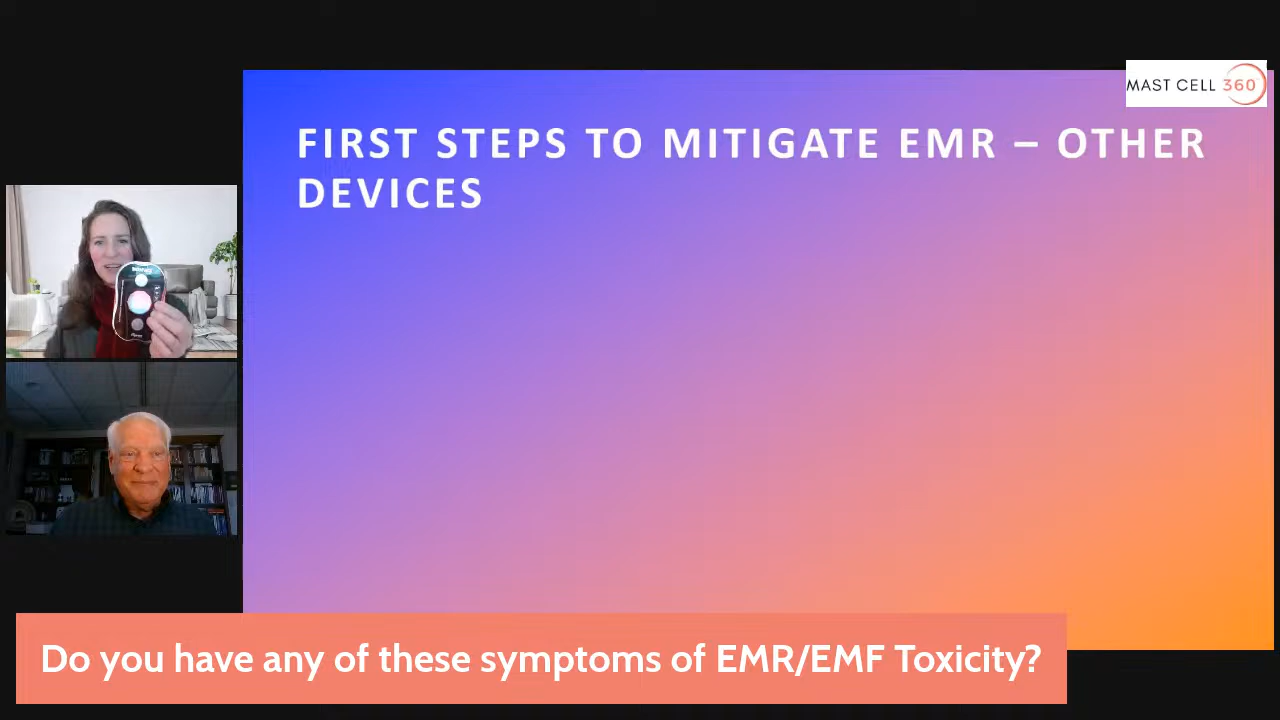 MAST CELL 360
FIRST STEPS TO MITIGATE EMR – OTHER
DEVICES
Do you have any of these symptoms of EMR/EMF Toxicity?